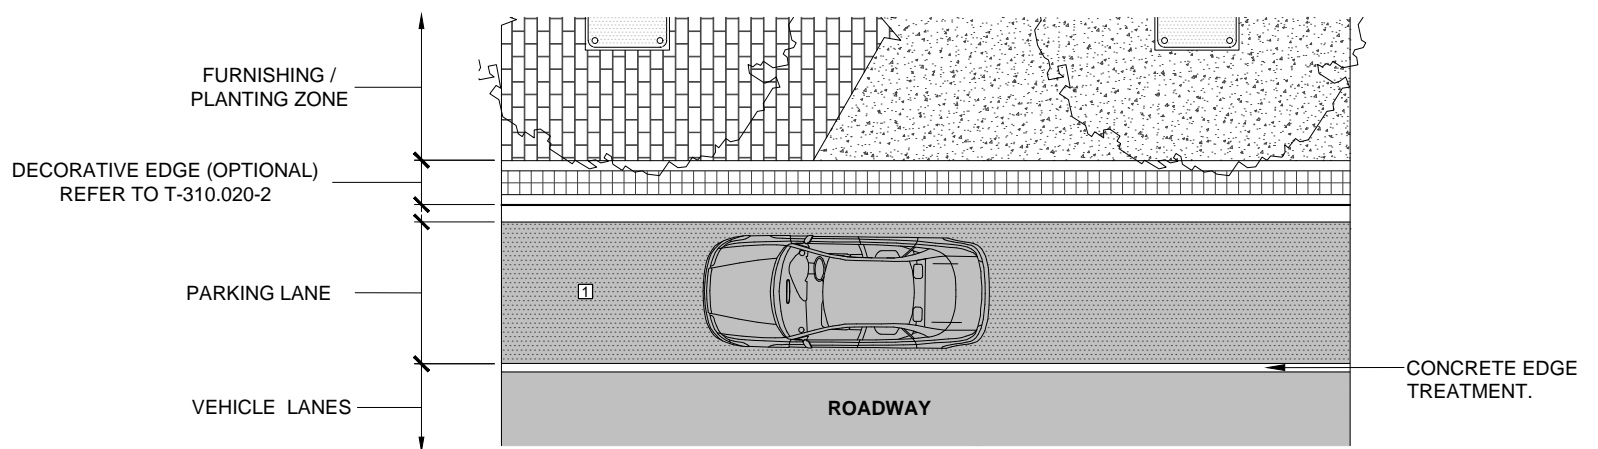 FURNISHING /
PLANTING ZONE
DECORATIVE EDGE (OPTIONAL)
REFER TO T-310.020-2
PARKING LANE
1
CONCRETE EDGE
TREATMENT.
VEHICLE LANES
ROADWAY